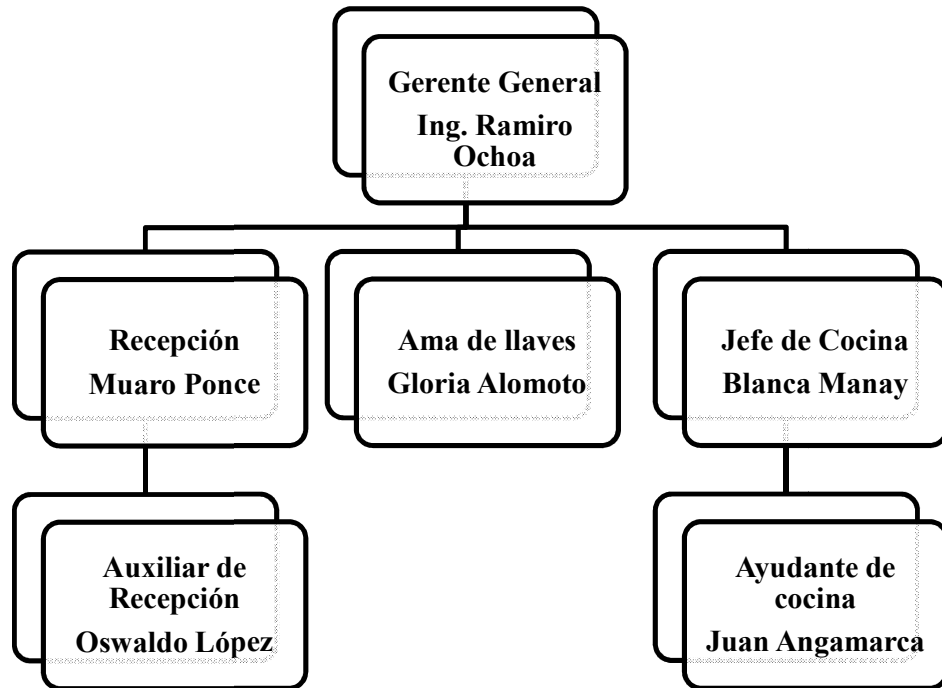 Gerente General
Ing. Ramiro
Ochoa
Recepción
Muaro Ponce
Ama de llaves
Gloria Alomoto
Jefe de Cocina
Blanca Manay
Auxiliar de
Recepción
Oswaldo López
Ayudante de
cocina
Juan Angamarca